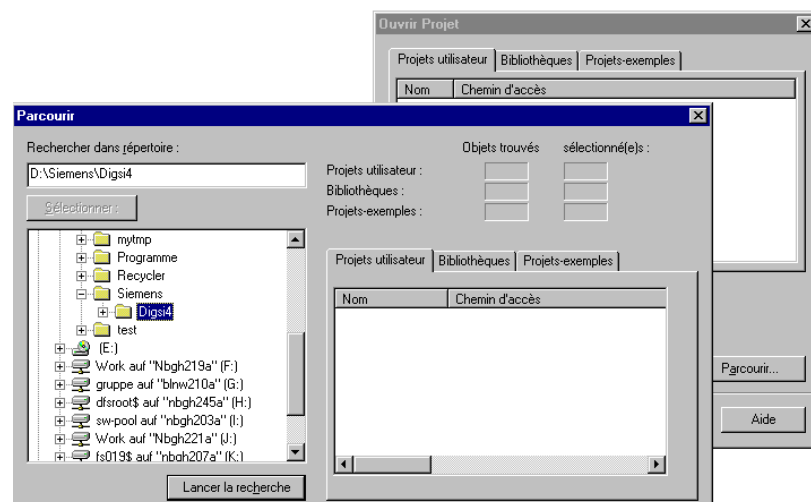 Ouvrir Projet
Projets utilisateur Bibliothèques Projets-exemples
Nom Chemin d'accès
Parcourir
Rechercher dans répertoire :
D:\Siemens\Digsi4
Sélectionner :
Objets trouvés sélectionné(e)s :
Projets utilisateur :
Bibliothèques :
Projets-exemples :
mytmp
Programme
Recycler
Siemens
Digsi4
test
(E:)
Work auf "Nbgh219a" (F:)
gruppe auf "blnw210a" (G:)
dfsroot$ auf "nbgh245a" (H:)
sw-pool auf "nbgh203a" (I:)
Work auf "Nbgh221a" (J:)
fs019$ auf "nbgh207a" (K:)
Lancer la recherche
Projets utilisateur Bibliothèques Projets-exemples
Nom Chemin d'accès
Parcourir...
Aide